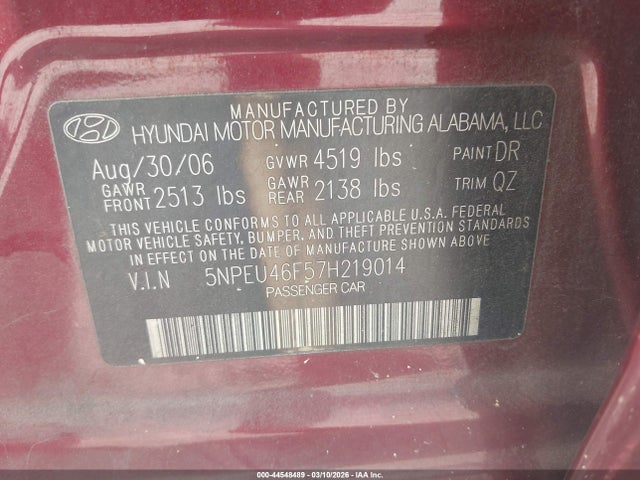 MANUFACTURED BY
HYUNDAI MOTOR MANUFACTURING ALABAMA, LLC
Aug/30/06 GVWR 4519 lbs PAINT DR
GAWR FRONT 2513 lbs GAWR REAR 2138 lbs TRIM QZ
THIS VEHICLE CONFORMS TO ALL APPLICABLE U.S.A. FEDERAL
MOTOR VEHICLE SAFETY, BUMPER, AND THEFT PREVENTION STANDARDS
IN EFFECT ON THE DATE OF MANUFACTURE SHOWN ABOVE.
V.I.N 5NPEU46F57H219014
PASSENGER CAR
000-44548489 - 03/10/2026 - IAAI